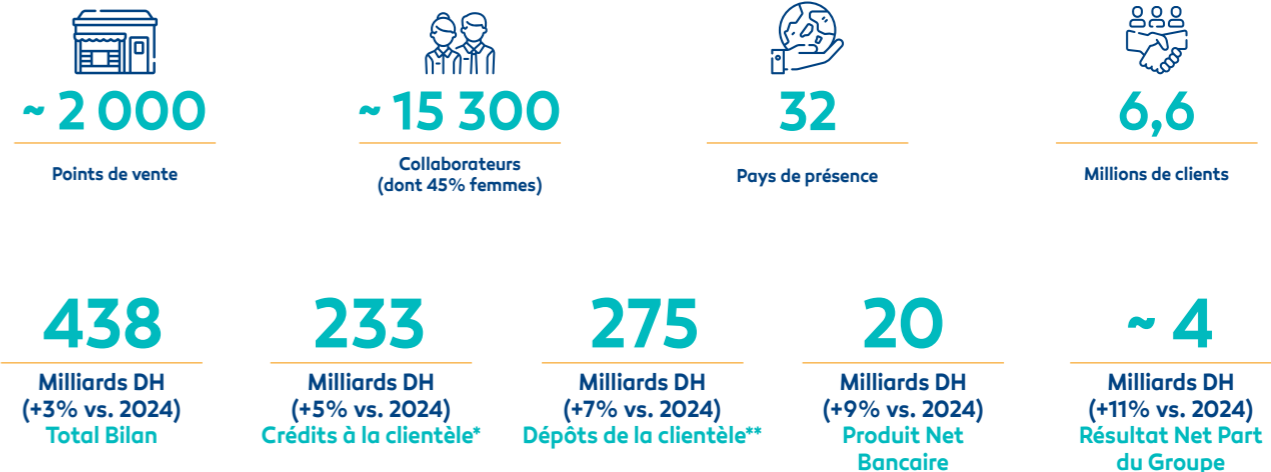 ~ 2 000
Points de vente
~ 15 300
Collaborateurs
(dont 45% femmes)
32
Pays de présence
6,6
Millions de clients
438
Milliards DH
(+3% vs. 2024)
Total Bilan
233
Milliards DH
(+5% vs. 2024)
Crédits à la clientèle*
275
Milliards DH
(+7% vs. 2024)
Dépôts de la clientèle**
20
Milliards DH
(+9% vs. 2024)
Produit Net
Bancaire
~ 4
Milliards DH
(+11% vs. 2024)
Résultat Net Part
du Groupe